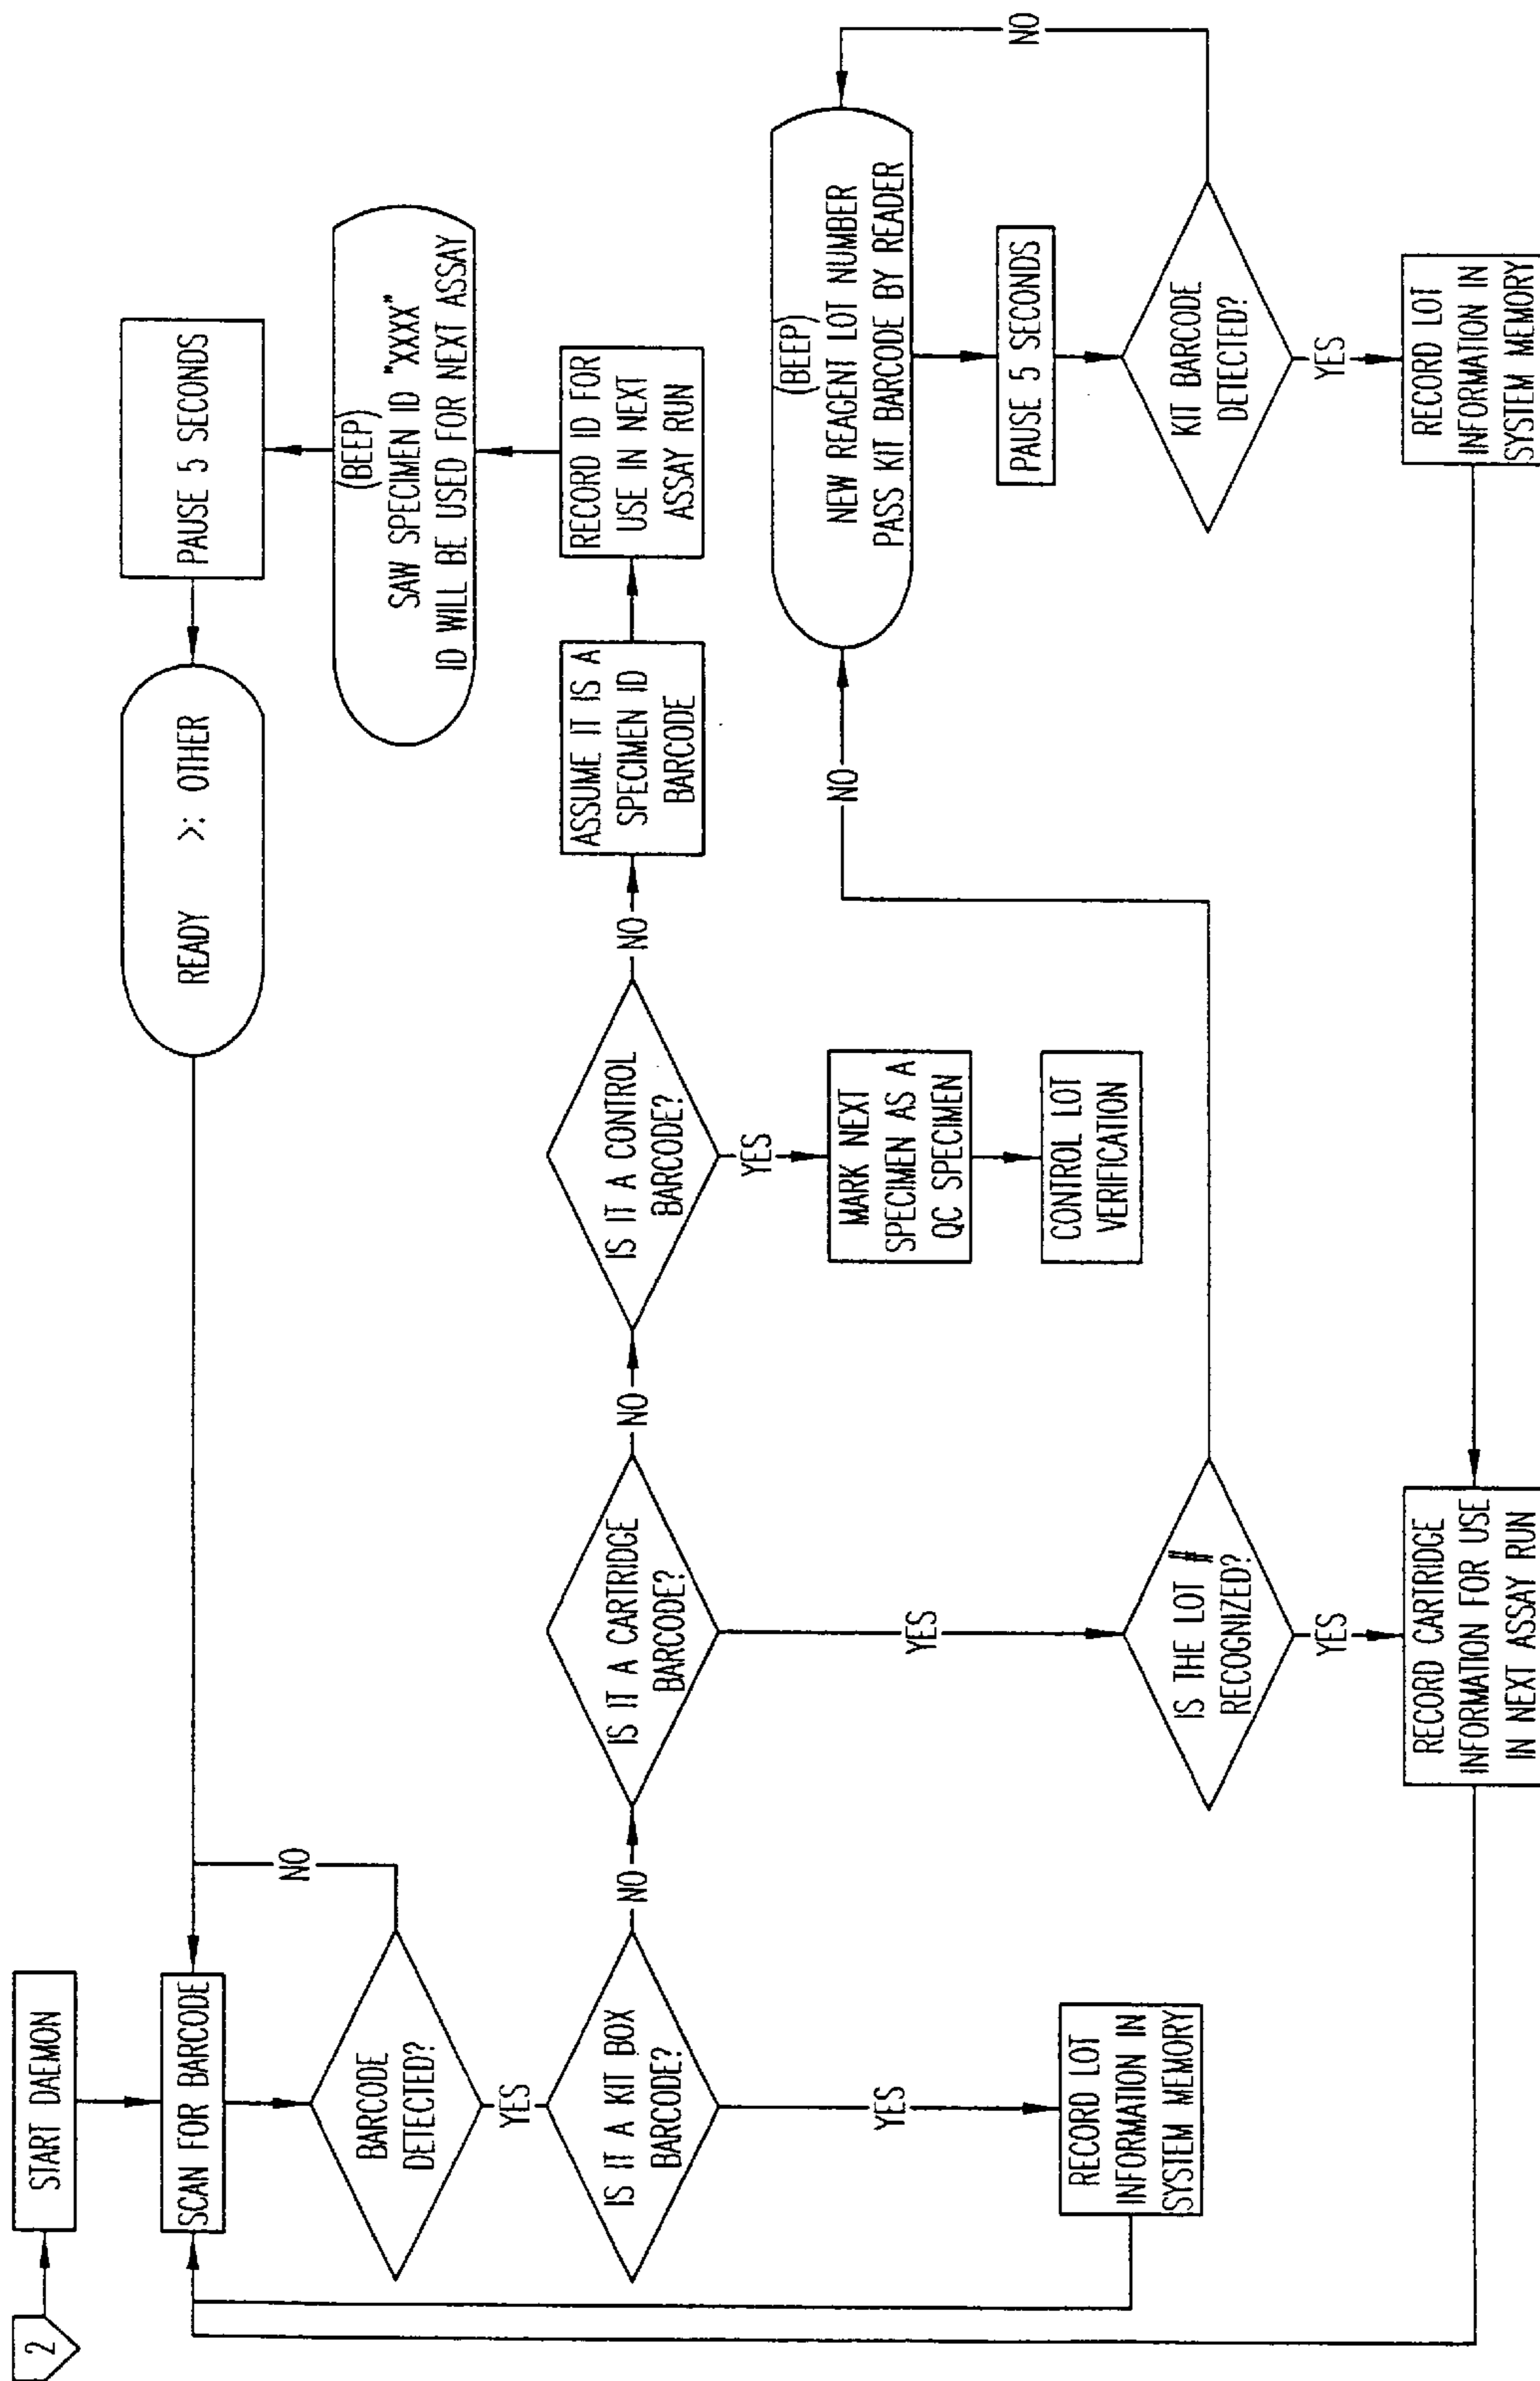 2
START DAEMON
SCAN FOR BARCODE
BARCODE
DETECTED?
NO
YES
IS IT A KIT BOX
BARCODE?
YES
RECORD LOT
INFORMATION IN
SYSTEM MEMORY
NO
IS IT A CARTRIDGE
BARCODE?
YES
IS THE LOT #
RECOGNIZED?
YES
RECORD CARTRIDGE
INFORMATION FOR USE
IN NEXT ASSAY RUN
NO
IS IT A CONTROL
BARCODE?
YES
MARK NEXT
SPECIMEN AS A
QC SPECIMEN
CONTROL LOT
VERIFICATION
NO
ASSUME IT IS A
SPECIMEN ID
BARCODE
RECORD ID FOR
USE IN NEXT
ASSAY RUN
(BEEP)
SAW SPECIMEN ID "XXXX"
ID WILL BE USED FOR NEXT ASSAY
PAUSE 5 SECONDS
READY >: OTHER
NO
(BEEP)
NEW REAGENT LOT NUMBER
PASS KIT BARCODE BY READER
PAUSE 5 SECONDS
KIT BARCODE
DETECTED?
NO
YES
RECORD LOT
INFORMATION IN
SYSTEM MEMORY